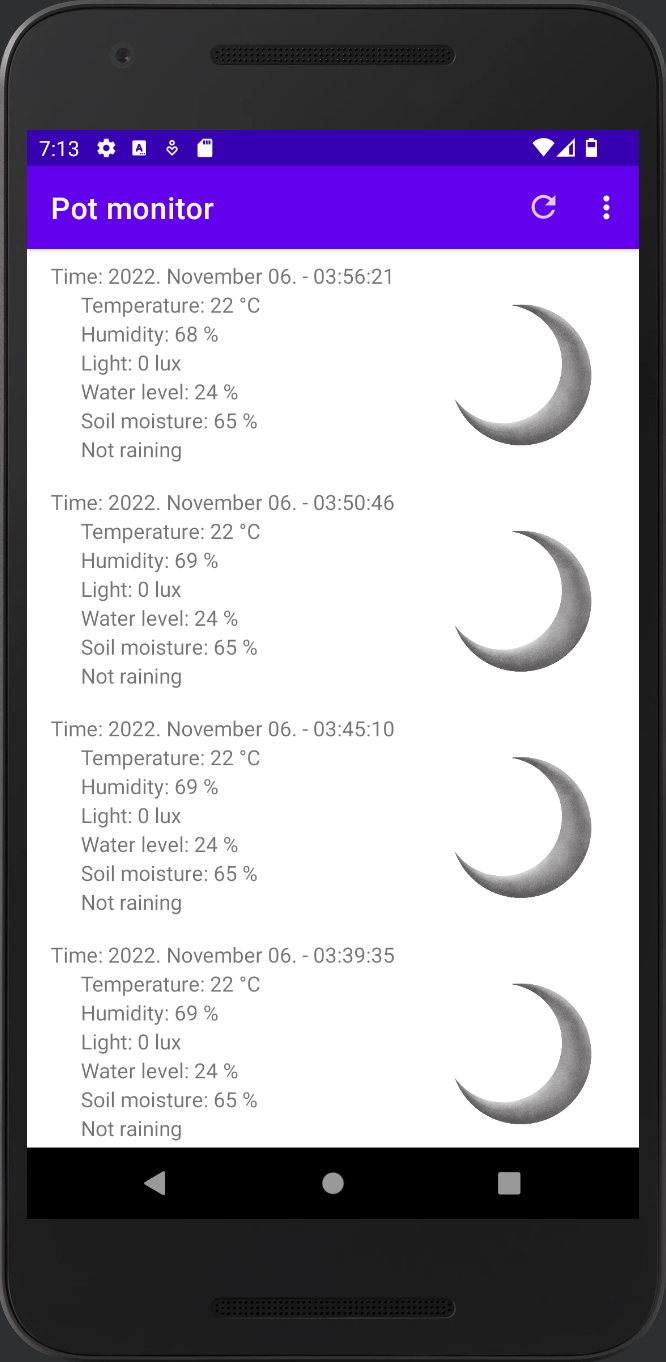 7:13
Pot monitor
Time: 2022. November 06. - 03:56:21
Temperature: 22 °C
Humidity: 68 %
Light: 0 lux
Water level: 24 %
Soil moisture: 65 %
Not raining
Time: 2022. November 06. - 03:50:46
Temperature: 22 °C
Humidity: 69 %
Light: 0 lux
Water level: 24 %
Soil moisture: 65 %
Not raining
Time: 2022. November 06. - 03:45:10
Temperature: 22 °C
Humidity: 69 %
Light: 0 lux
Water level: 24 %
Soil moisture: 65 %
Not raining
Time: 2022. November 06. - 03:39:35
Temperature: 22 °C
Humidity: 69 %
Light: 0 lux
Water level: 24 %
Soil moisture: 65 %
Not raining